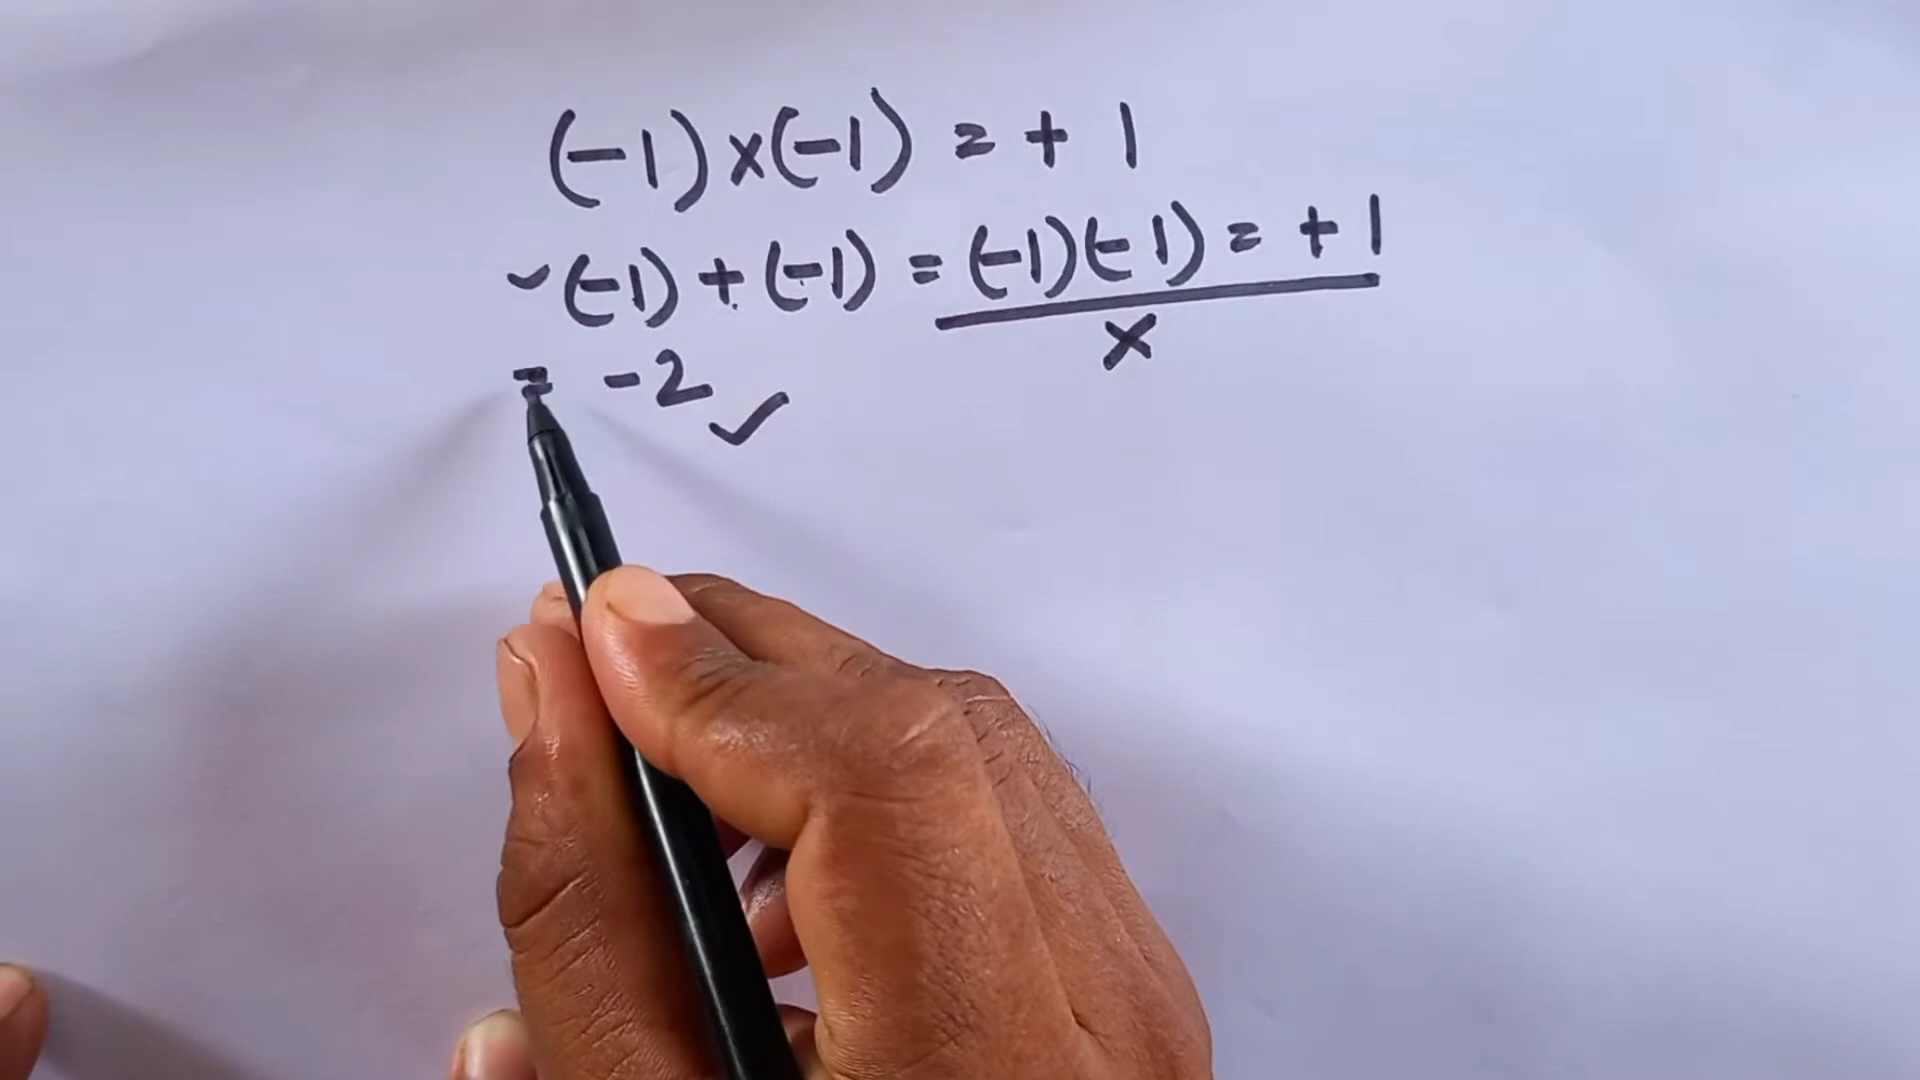 (-1)x(-1) = + 1
✓(-1) + (-1) = (-1)(-1) = + 1
x
= -2 ✓